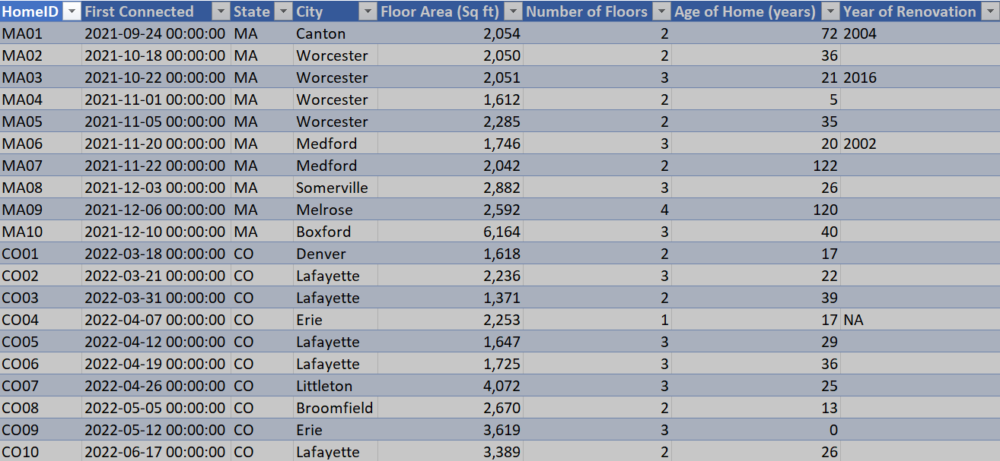 HomeID First Connected State City Floor Area (Sq ft) Number of Floors Age of Home (years) Year of Renovation
MA01 2021-09-24 00:00:00 MA Canton 2,054 2 72 2004
MA02 2021-10-18 00:00:00 MA Worcester 2,050 2 36
MA03 2021-10-22 00:00:00 MA Worcester 2,051 3 21 2016
MA04 2021-11-01 00:00:00 MA Worcester 1,612 2 5
MA05 2021-11-05 00:00:00 MA Worcester 2,285 2 35
MA06 2021-11-20 00:00:00 MA Medford 1,746 3 20 2002
MA07 2021-11-22 00:00:00 MA Medford 2,042 2 122
MA08 2021-12-03 00:00:00 MA Somerville 2,882 3 26
MA09 2021-12-06 00:00:00 MA Melrose 2,592 4 120
MA10 2021-12-10 00:00:00 MA Boxford 6,164 3 40
CO01 2022-03-18 00:00:00 CO Denver 1,618 2 17
CO02 2022-03-21 00:00:00 CO Lafayette 2,236 3 22
CO03 2022-03-31 00:00:00 CO Lafayette 1,371 2 39
CO04 2022-04-07 00:00:00 CO Erie 2,253 1 17 NA
CO05 2022-04-12 00:00:00 CO Lafayette 1,647 3 29
CO06 2022-04-19 00:00:00 CO Lafayette 1,725 3 36
CO07 2022-04-26 00:00:00 CO Littleton 4,072 3 25
CO08 2022-05-05 00:00:00 CO Broomfield 2,670 2 13
CO09 2022-05-12 00:00:00 CO Erie 3,619 3 0
CO10 2022-06-17 00:00:00 CO Lafayette 3,389 2 26